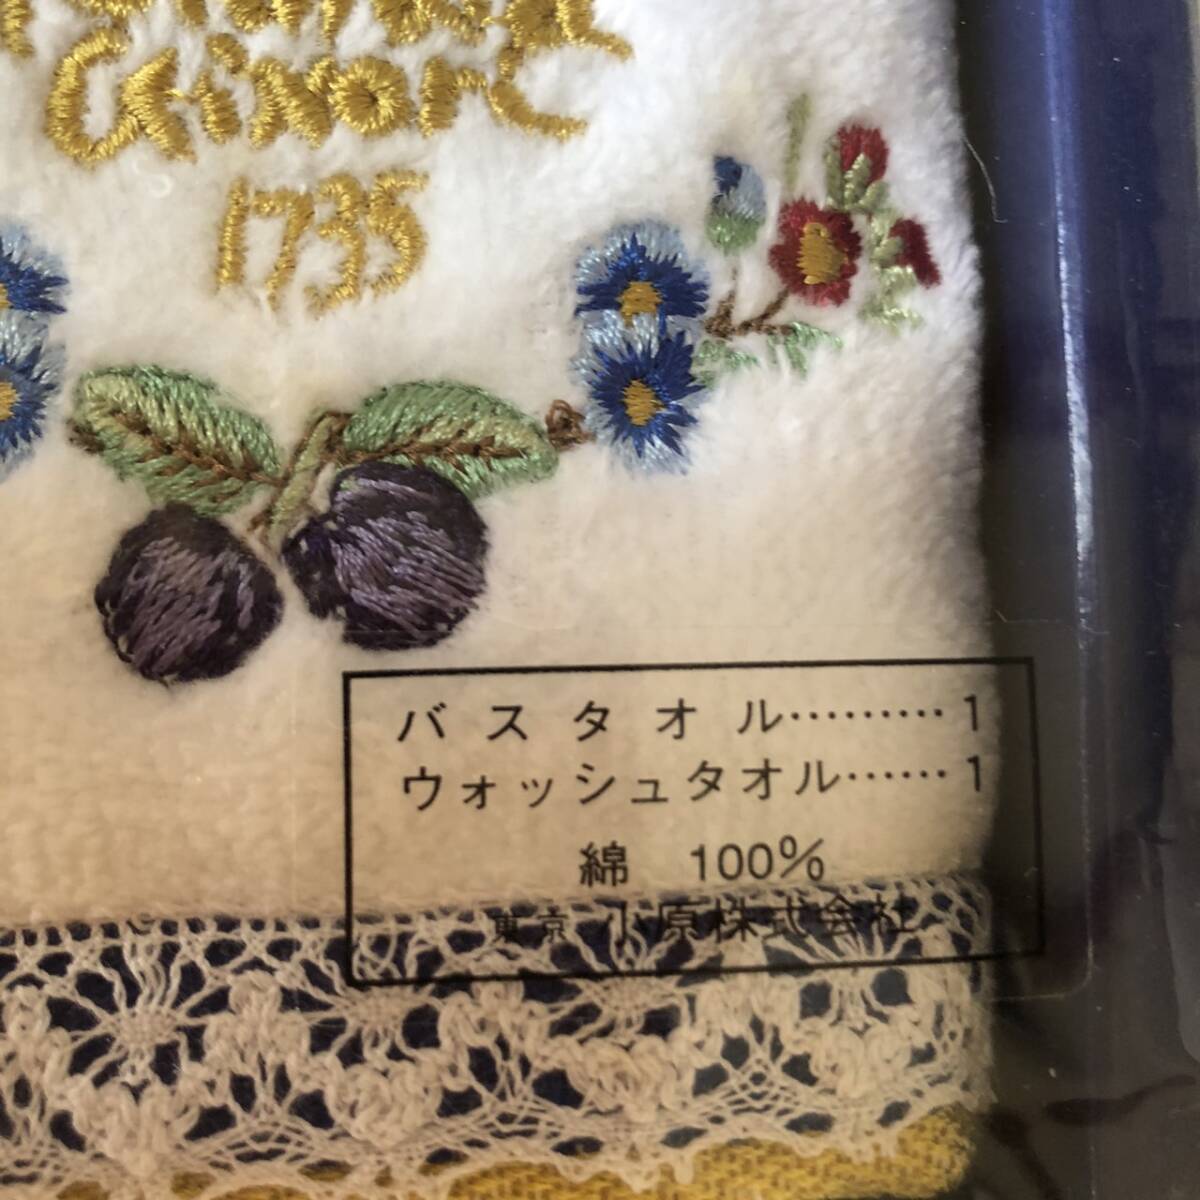 Ginori
1735
バスタオル………1
ウォッシュタオル……1
綿 100%
東京 小原株式会社